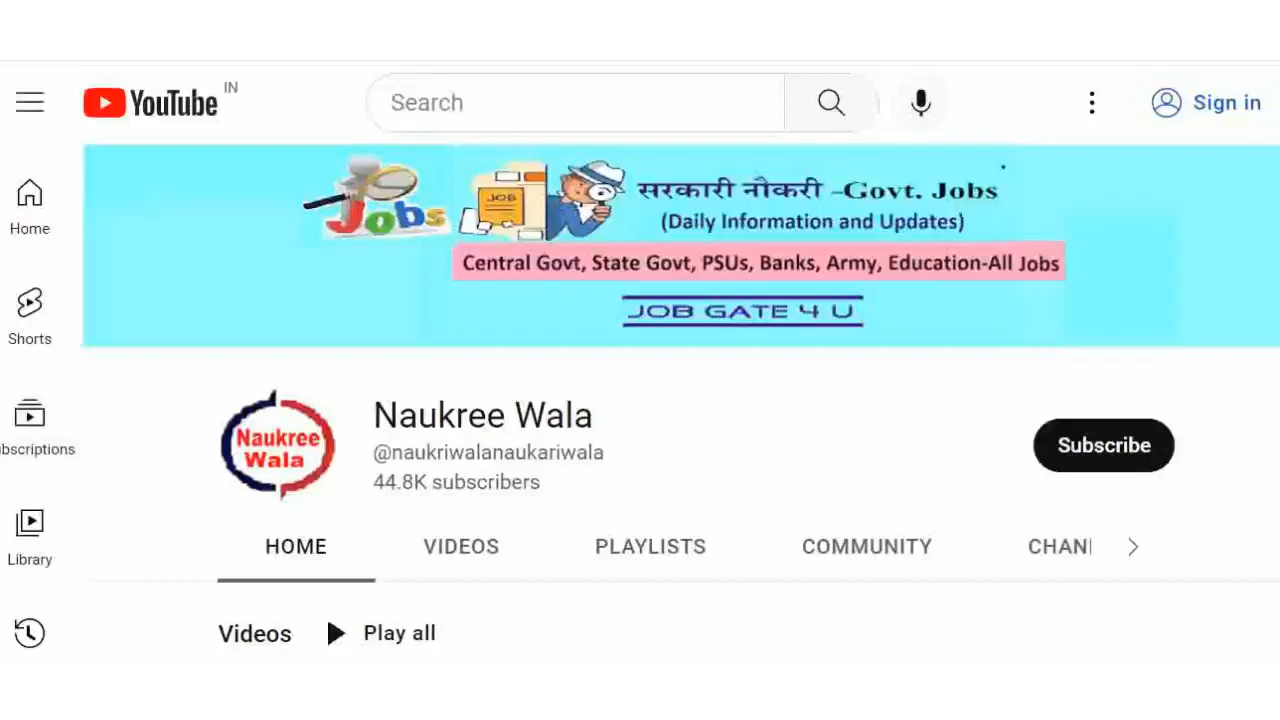 YouTube IN
Search
Sign in
Home
Shorts
bscriptions
Library
Jobs
JOB
सरकारी नौकरी -Govt. Jobs
(Daily Information and Updates)
Central Govt, State Govt, PSUs, Banks, Army, Education-All Jobs
JOB GATE 4 U
Naukree
Wala
Naukree Wala
@naukriwalanaukariwala
44.8K subscribers
Subscribe
HOME VIDEOS PLAYLISTS COMMUNITY CHAN
Videos Play all